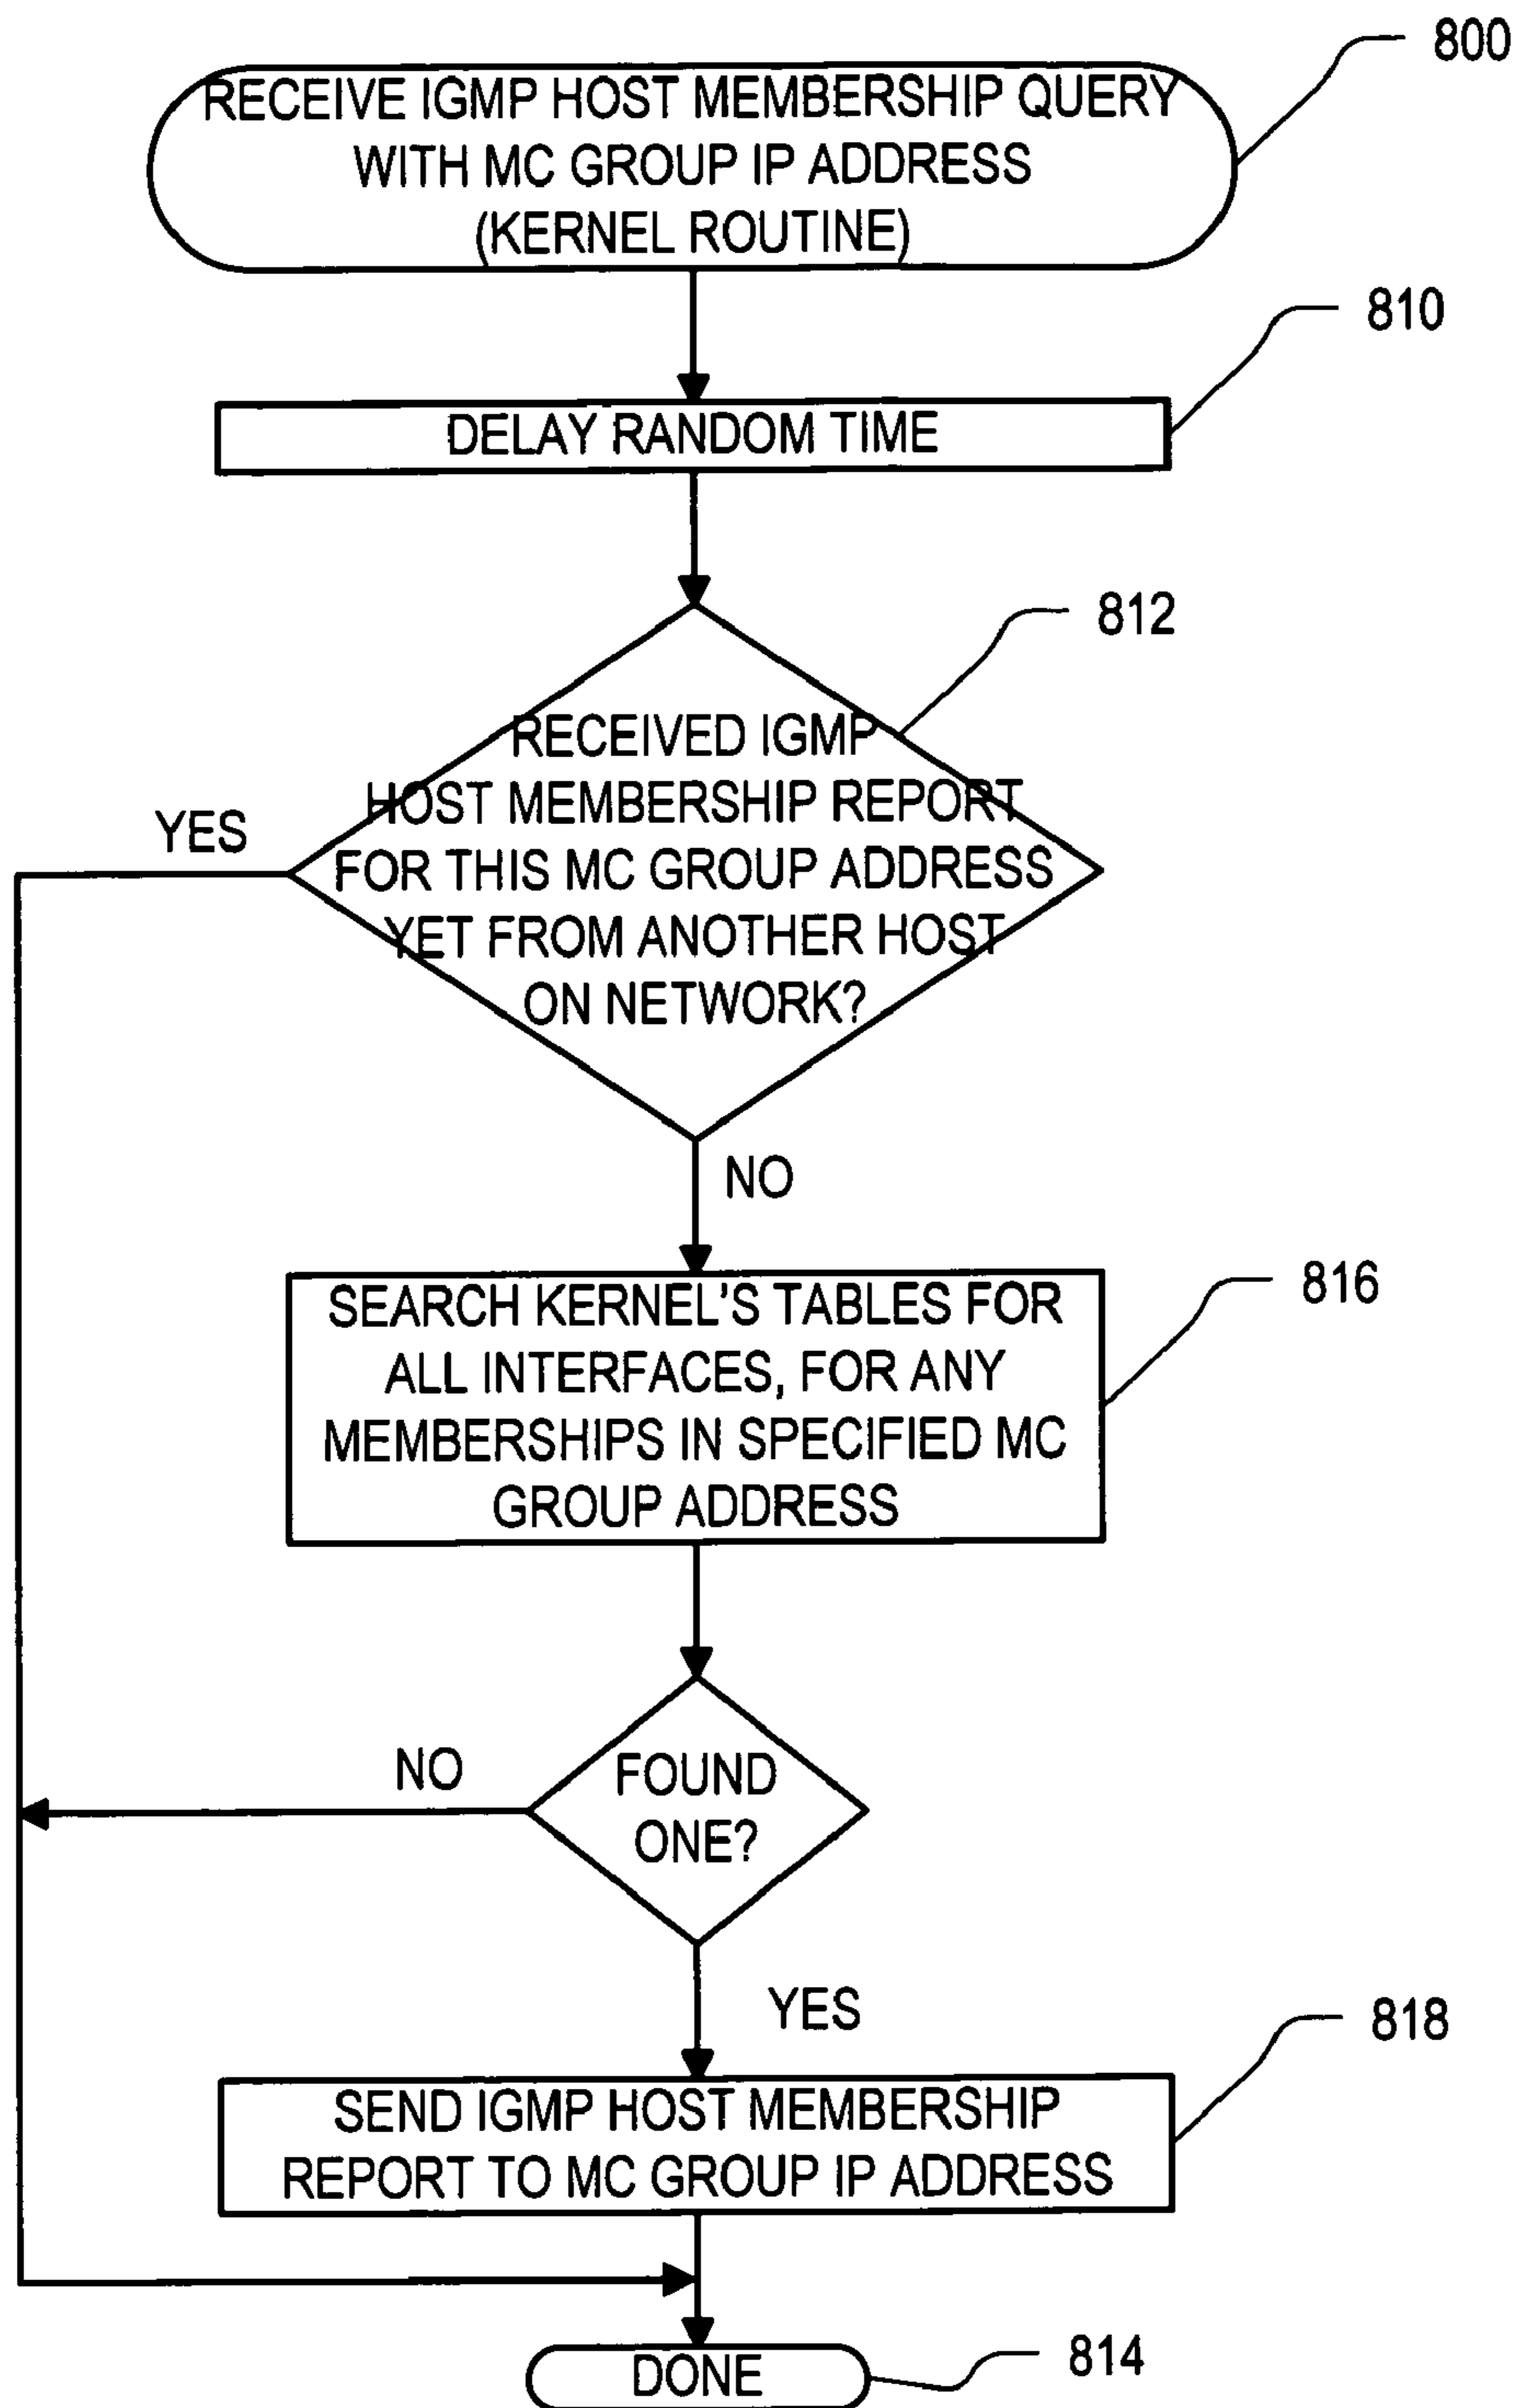 800
RECEIVE IGMP HOST MEMBERSHIP QUERY
WITH MC GROUP IP ADDRESS
(KERNEL ROUTINE)
810
DELAY RANDOM TIME
812
RECEIVED IGMP
HOST MEMBERSHIP REPORT
FOR THIS MC GROUP ADDRESS
YET FROM ANOTHER HOST
ON NETWORK?
YES
NO
816
SEARCH KERNEL'S TABLES FOR
ALL INTERFACES, FOR ANY
MEMBERSHIPS IN SPECIFIED MC
GROUP ADDRESS
NO
FOUND
ONE?
YES
818
SEND IGMP HOST MEMBERSHIP
REPORT TO MC GROUP IP ADDRESS
DONE
814